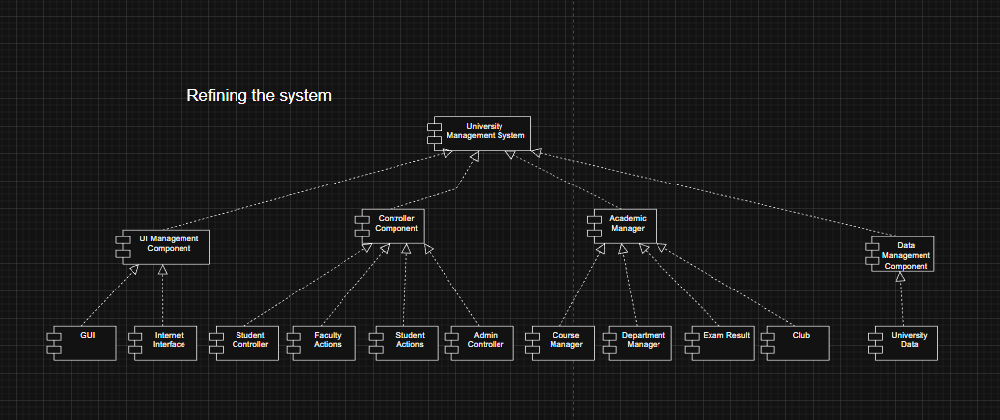 Refining the system
University
Management System
Controller
Component
Academic
Manager
UI Management
Component
Data
Management
Component
GUI
Internet
Interface
Student
Controller
Faculty
Actions
Student
Actions
Admin
Controller
Course
Manager
Department
Manager
Exam Result
Club
University
Data